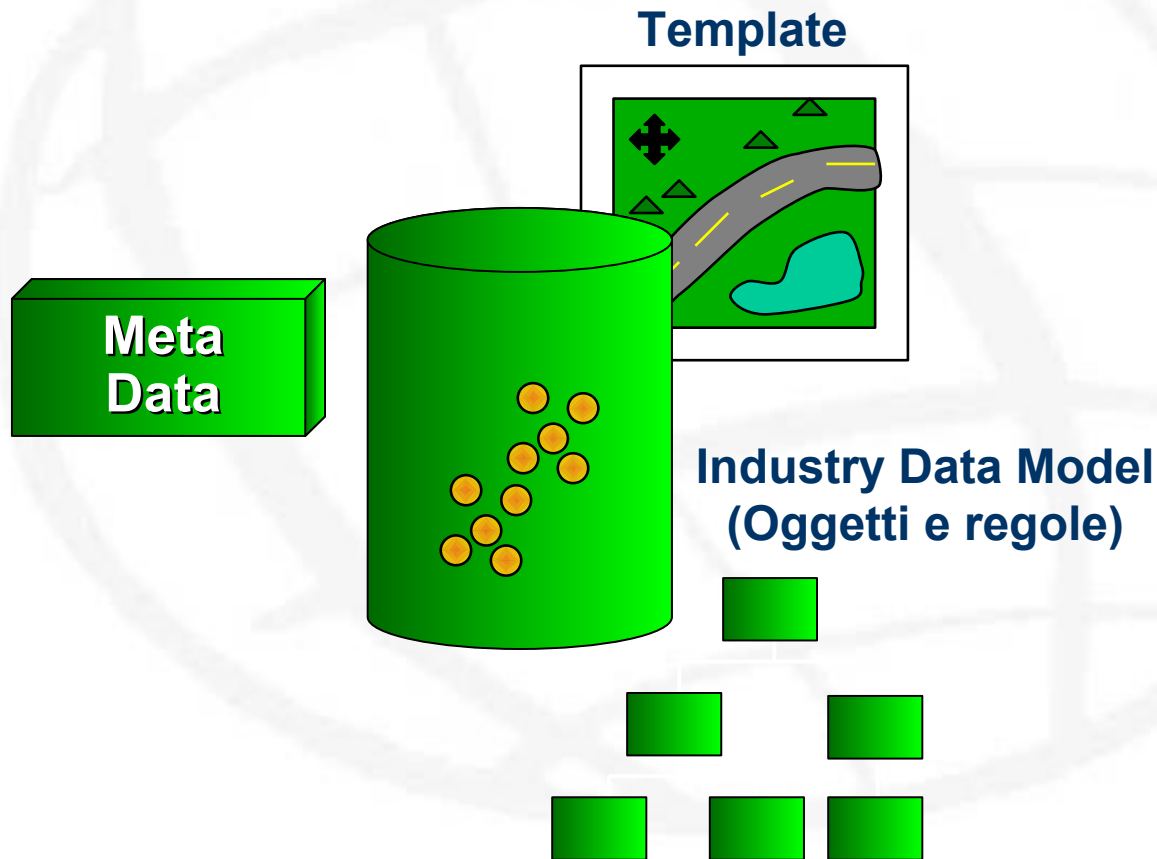 Template
Meta
Data
Industry Data Model
(Oggetti e regole)